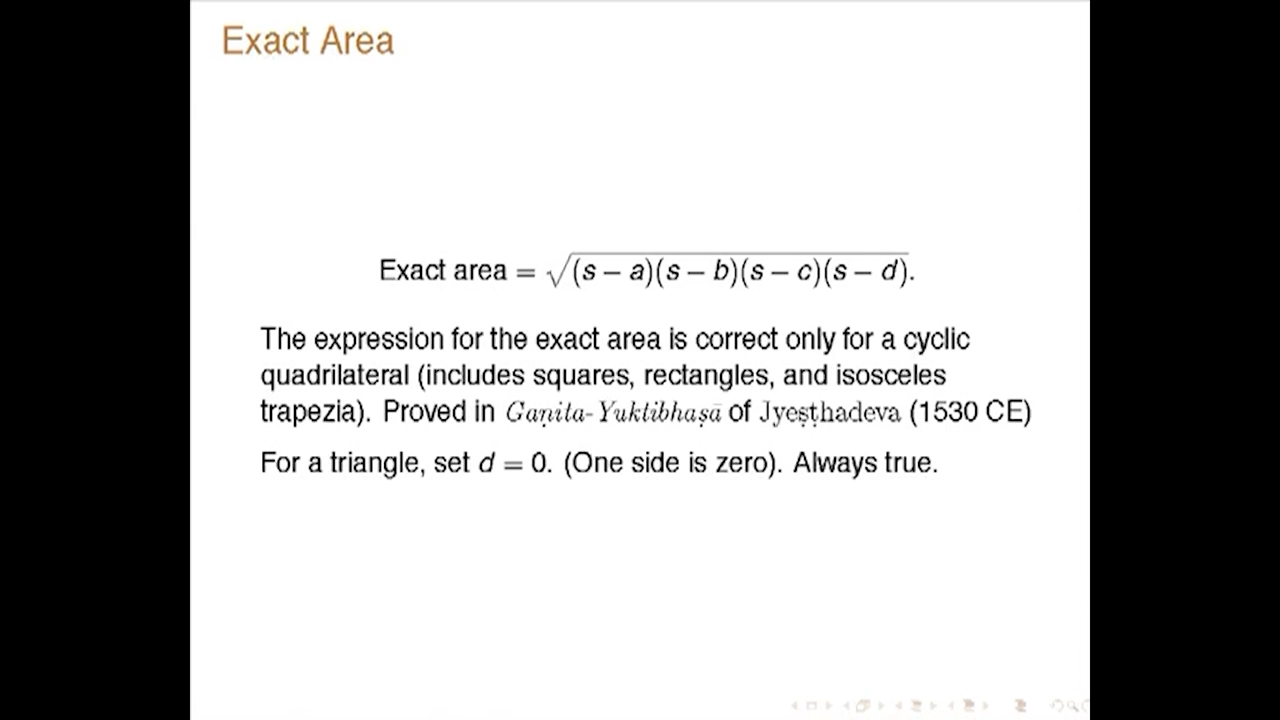 Exact Area
Exact area = √(s − a)(s − b)(s − c)(s − d).
The expression for the exact area is correct only for a cyclic
quadrilateral (includes squares, rectangles, and isosceles
trapezia). Proved in Gaṇita-Yuktibhaṣā of Jyeṣṭhadeva (1530 CE)
For a triangle, set d = 0. (One side is zero). Always true.